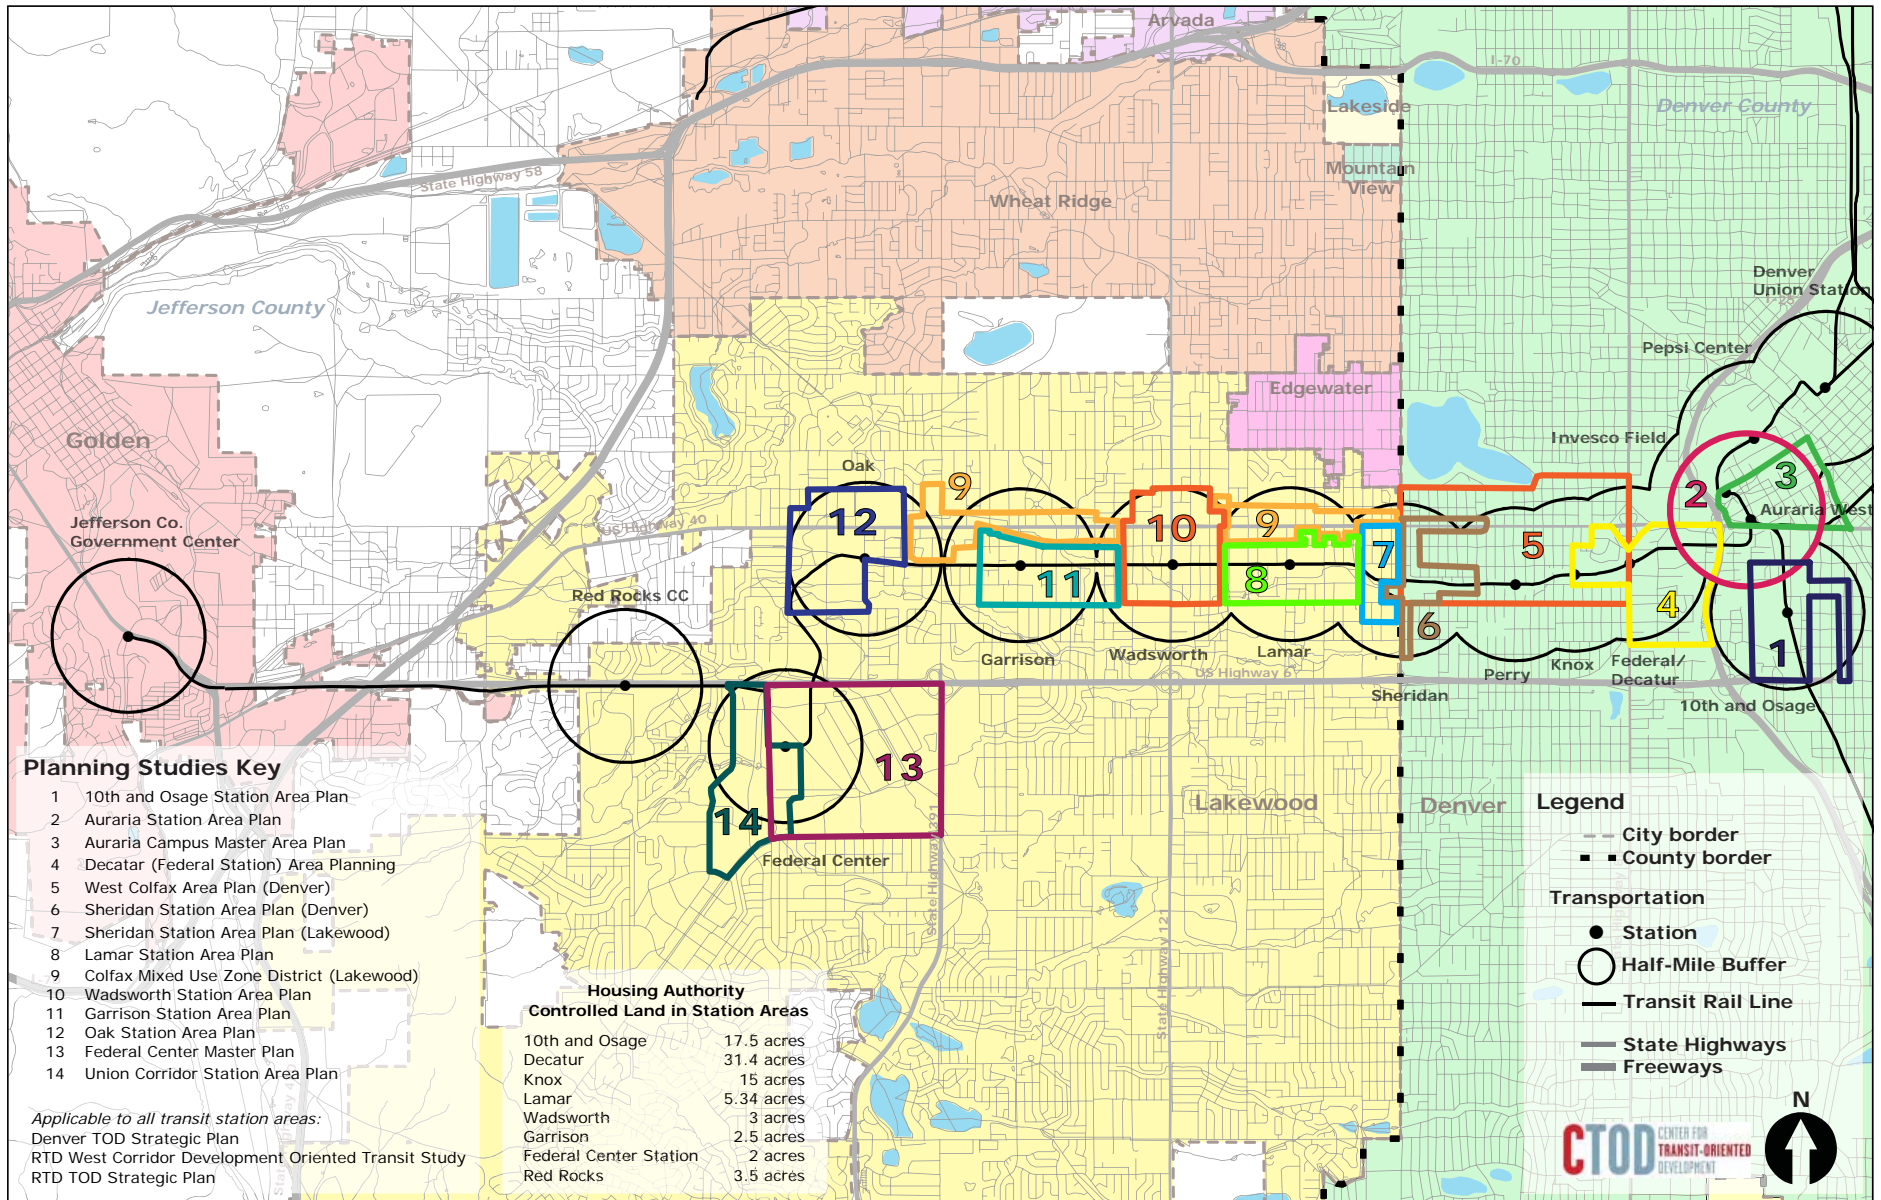 Arvada
I-70
Lakeside
Denver County
Mountain
View
State Highway 58
Wheat Ridge
Denver
Union Station
Jefferson County
Pepsi Center
Edgewater
Golden
Invesco Field
Oak
9
3
2
12
10
9
Auraria West
Jefferson Co.
Government Center
US Highway 40
7
5
11
8
Red Rocks CC
4
6
1
Garrison
Wadsworth
Lamar
Knox
Federal/
Decatur
Perry
US Highway 6
Sheridan
10th and Osage
13
14
Federal Center
Lakewood
Denver
State Highway 391
State Highway 121
Planning Studies Key
1 10th and Osage Station Area Plan
2 Auraria Station Area Plan
3 Auraria Campus Master Area Plan
4 Decatar (Federal Station) Area Planning
5 West Colfax Area Plan (Denver)
6 Sheridan Station Area Plan (Denver)
7 Sheridan Station Area Plan (Lakewood)
8 Lamar Station Area Plan
9 Colfax Mixed Use Zone District (Lakewood)
10 Wadsworth Station Area Plan
11 Garrison Station Area Plan
12 Oak Station Area Plan
13 Federal Center Master Plan
14 Union Corridor Station Area Plan
Applicable to all transit station areas:
Denver TOD Strategic Plan
RTD West Corridor Development Oriented Transit Study
RTD TOD Strategic Plan
Housing Authority
Controlled Land in Station Areas
10th and Osage 17.5 acres
Decatur 31.4 acres
Knox 15 acres
Lamar 5.34 acres
Wadsworth 3 acres
Garrison 2.5 acres
Federal Center Station 2 acres
Red Rocks 3.5 acres
Legend
City border
County border
Transportation
Station
Half-Mile Buffer
Transit Rail Line
State Highways
Freeways
N
CTOD
CENTER FOR
TRANSIT-ORIENTED
DEVELOPMENT